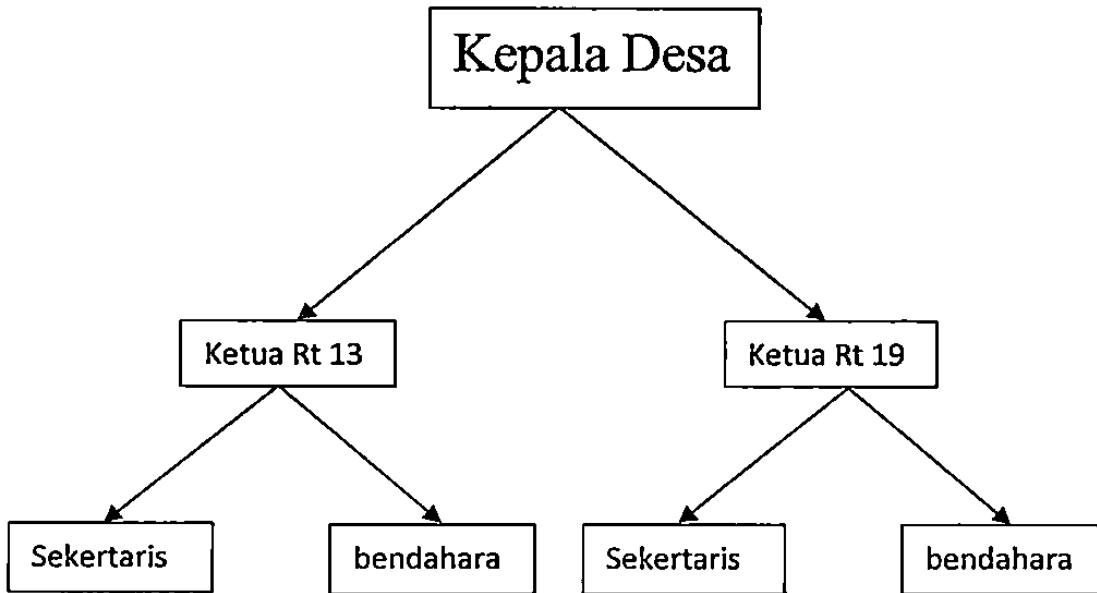 Kepala Desa
Ketua Rt 13
Ketua Rt 19
Sekertaris
bendahara
Sekertaris
bendahara